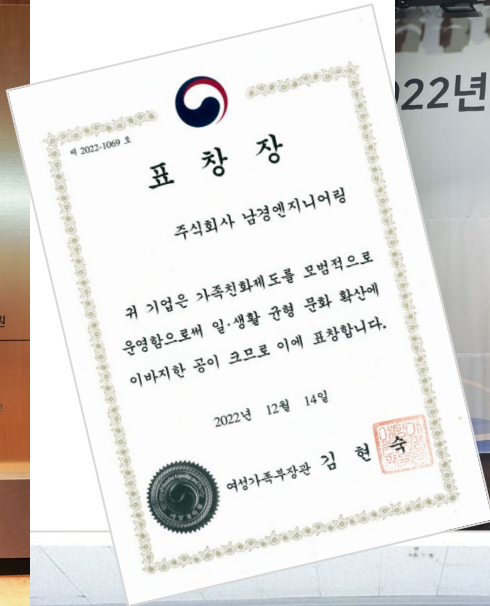 제 2022-1069 호
표 창 장
주식회사 남경엔지니어링
귀 기업은 가족친화제도를 모범적으로
운영함으로써 일·생활 균형 문화 확산에
이바지한 공이 크므로 이에 표창합니다.
2022년 12월 14일
여성가족부장관 김 현 숙
22년
원